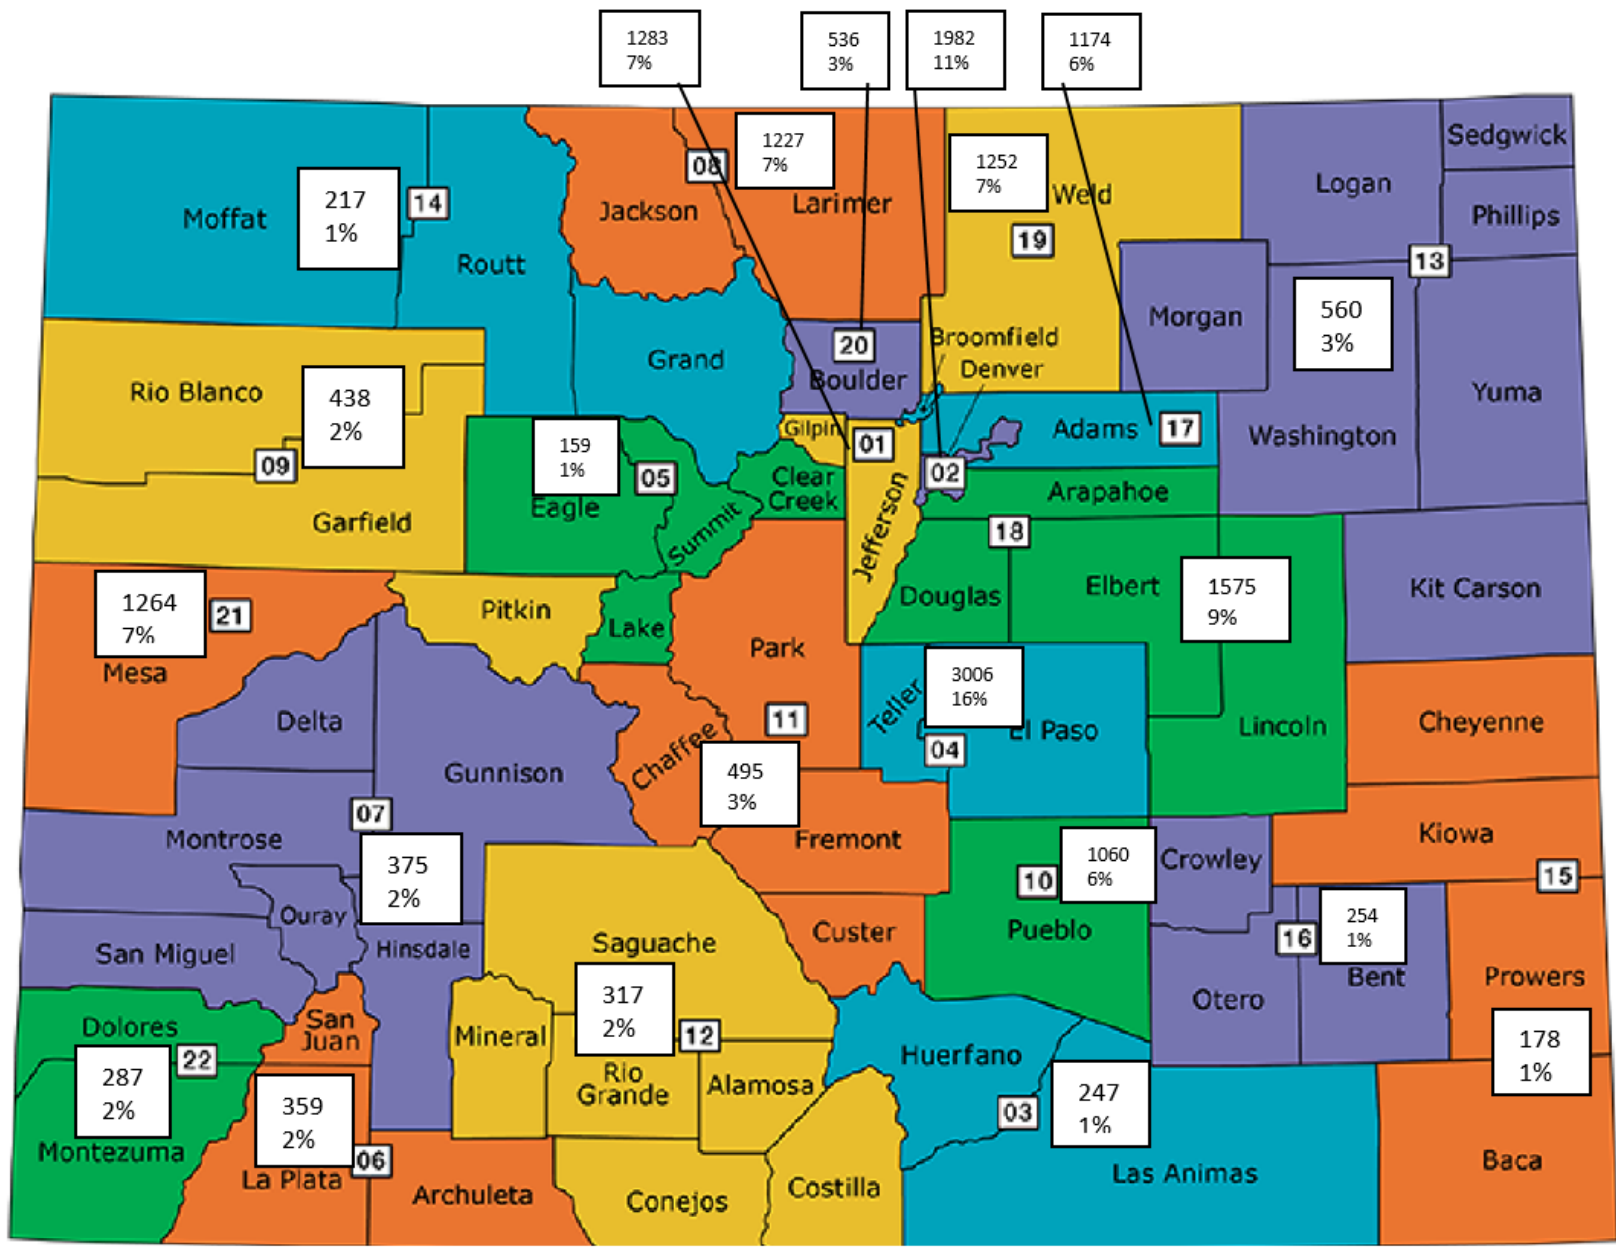 1283
7%
536
3%
1982
11%
1174
6%
Moffat
217
1%
14
Routt
Jackson
08
1227
7%
Larimer
1252
7%
Weld
19
Logan
Sedgwick
Phillips
13
Morgan
560
3%
Yuma
Washington
Rio Blanco
438
2%
09
Garfield
Grand
20
Boulder
Broomfield
Denver
Gilpin
01
02
Adams
17
Arapahoe
159
1%
05
Eagle
Summit
Clear
Creek
Jefferson
18
Douglas
Elbert
1575
9%
Kit Carson
1264
7%
21
Mesa
Pitkin
Lake
Park
11
Teller
3006
16%
El Paso
04
Lincoln
Cheyenne
Delta
Gunnison
Chaffee
495
3%
Fremont
07
Montrose
375
2%
Ouray
San Miguel
Hinsdale
Saguache
Custer
10
1060
6%
Pueblo
Crowley
Kiowa
15
16
254
1%
Bent
Otero
Prowers
178
1%
Dolores
22
287
2%
Montezuma
San
Juan
359
2%
06
La Plata
Archuleta
Mineral
317
2%
12
Rio
Grande
Alamosa
Conejos
Costilla
Huerfano
03
247
1%
Las Animas
Baca